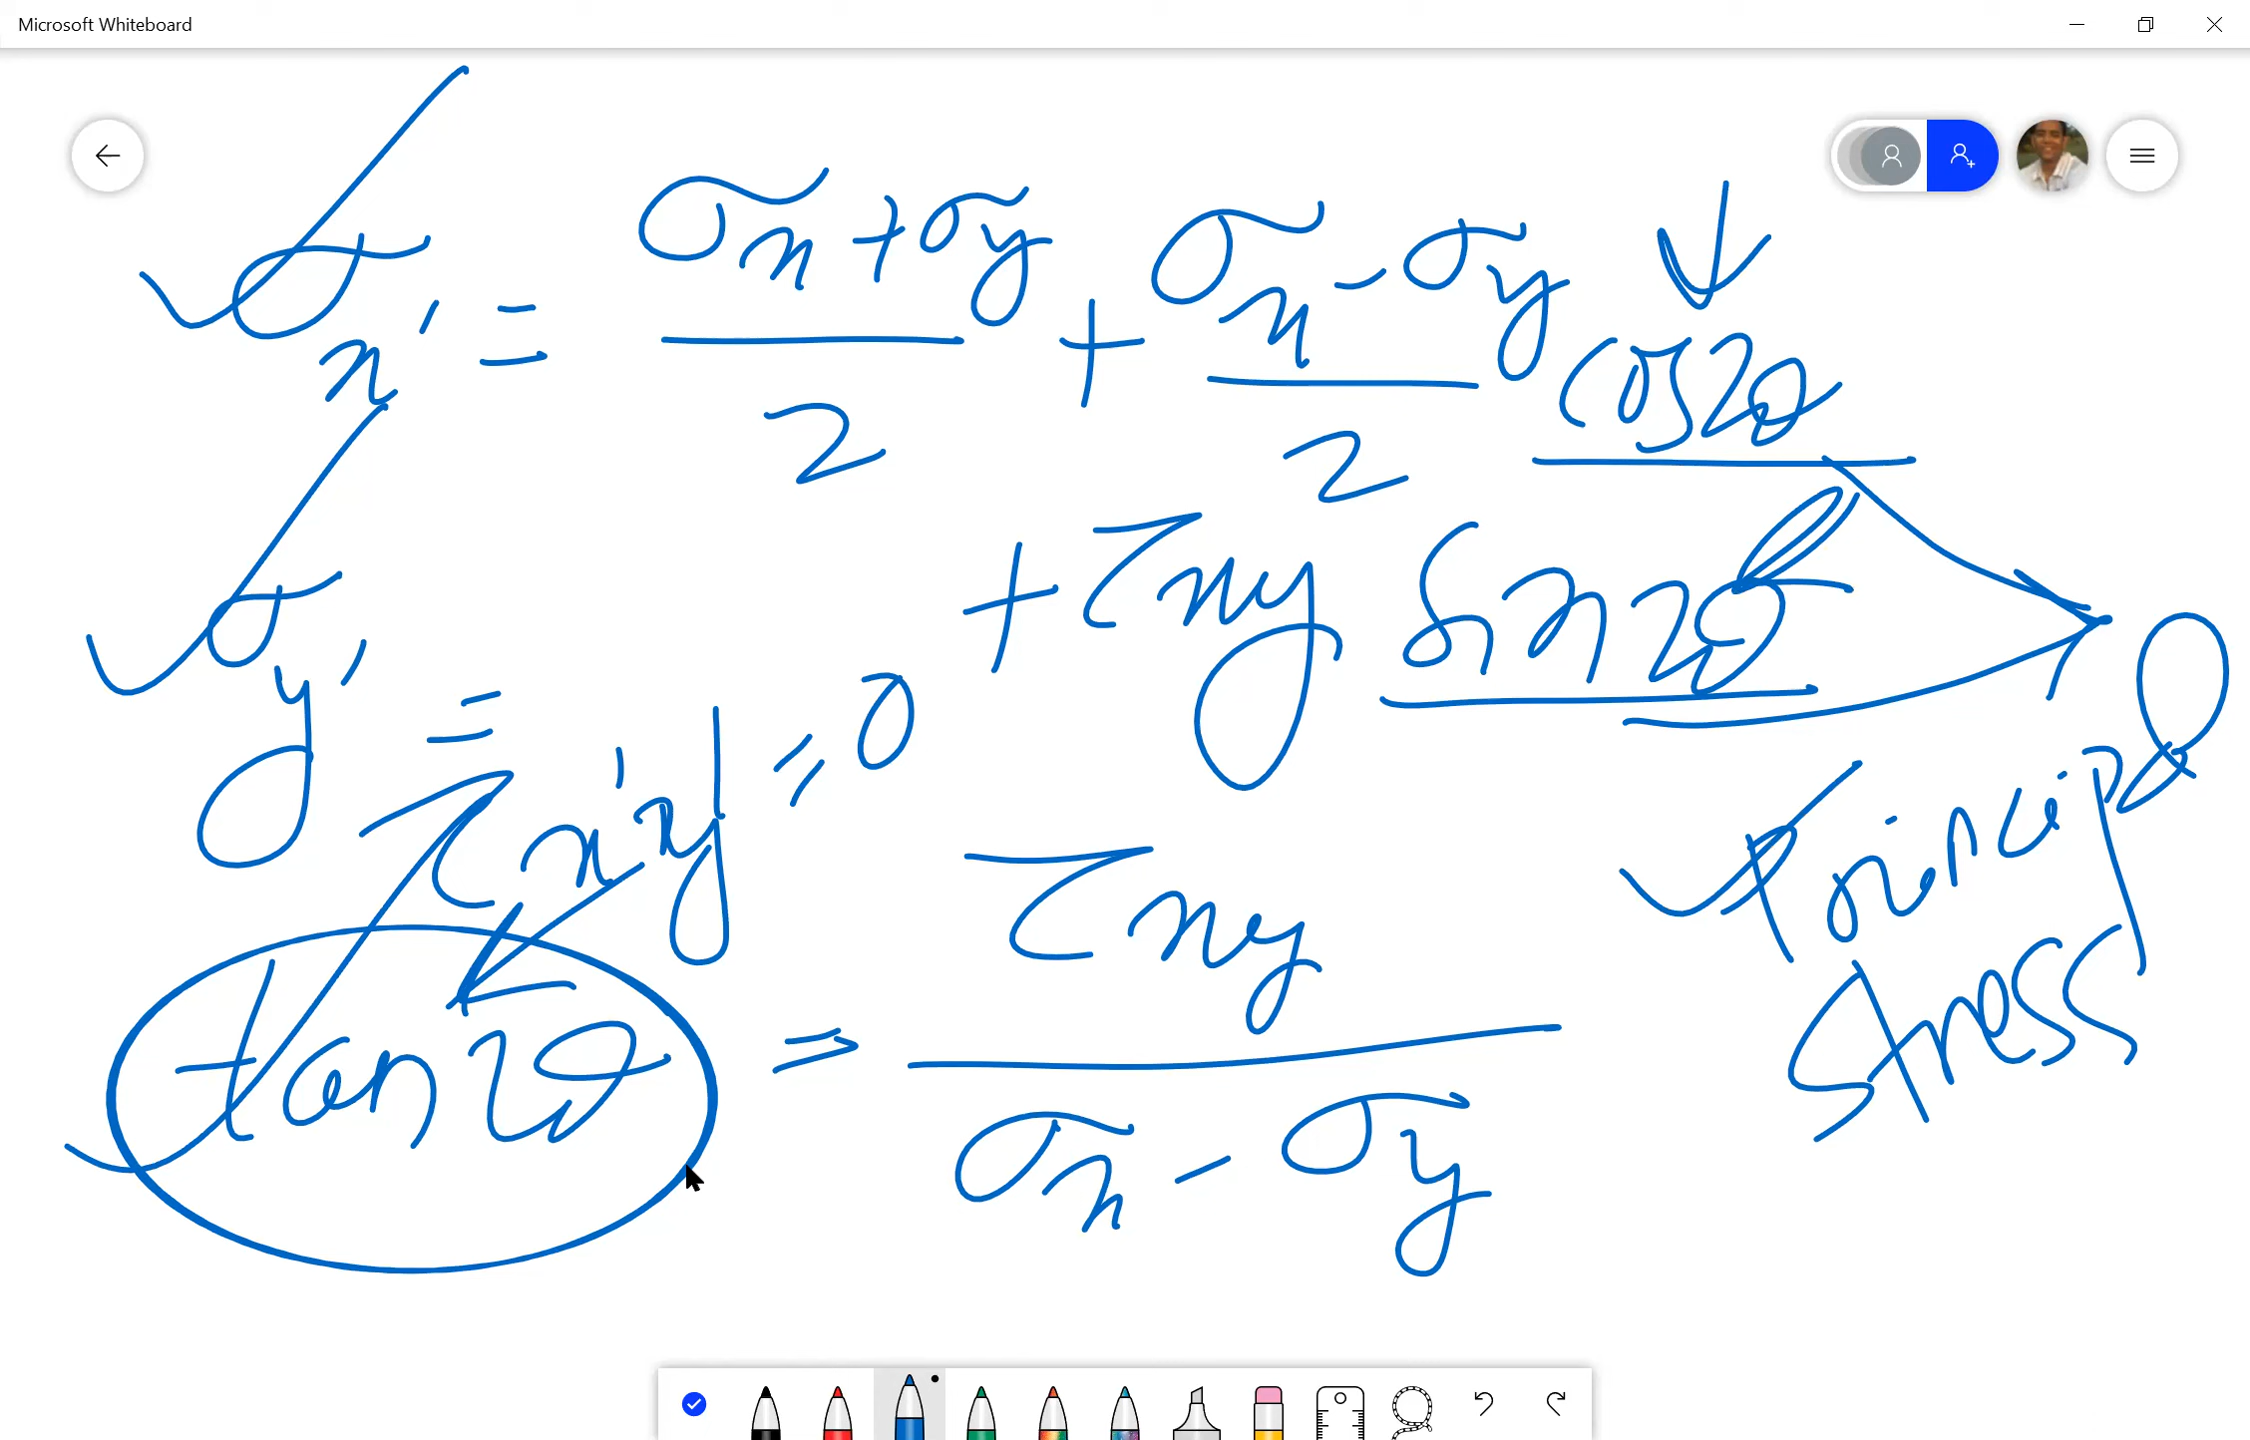 Microsoft Whiteboard
σx' = σx + σy / 2 + σx - σy / 2 cos2θ
+ τxy sin2θ
σy' =
τx'y' = 0
Principal
stress
tan2θ = τxy / σx - σy